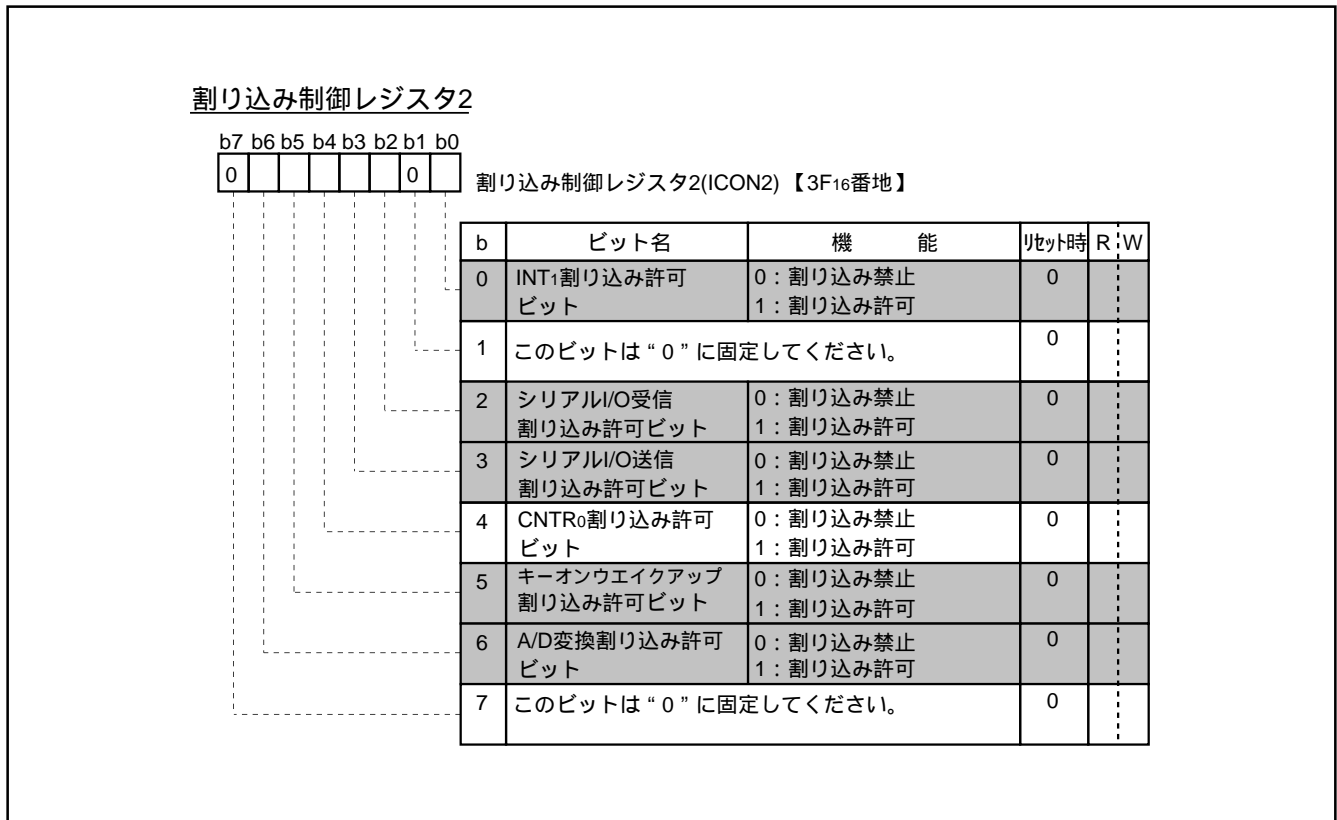 割り込み制御レジスタ2
b7 b6 b5 b4 b3 b2 b1 b0
0 0
割り込み制御レジスタ2(ICON2)【3F16番地】
b ビット名 機 能 リセット時 R W
0 INT1割り込み許可 0：割り込み禁止 0
ビット 1：割り込み許可
1 このビットは“0”に固定してください。 0
2 シリアルI/O受信 0：割り込み禁止 0
割り込み許可ビット 1：割り込み許可
3 シリアルI/O送信 0：割り込み禁止 0
割り込み許可ビット 1：割り込み許可
4 CNTR0割り込み許可 0：割り込み禁止 0
ビット 1：割り込み許可
5 キーオンウエイクアップ 0：割り込み禁止 0
割り込み許可ビット 1：割り込み許可
6 A/D変換割り込み許可 0：割り込み禁止 0
ビット 1：割り込み許可
7 このビットは“0”に固定してください。 0